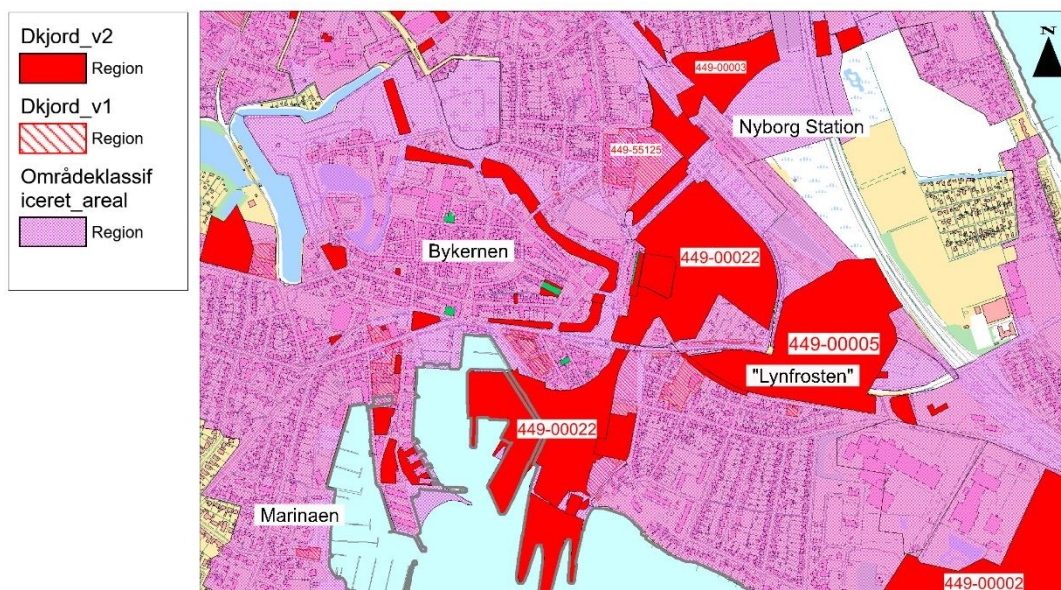 Dkjord_v2
Region
Dkjord_v1
Region
Områdeklassif
iceret_areal
Region
N
449-00003
Nyborg Station
449-55125
Bykernen
449-00022
449-00005
"Lynfrosten"
449-00022
Marinaen
449-00002